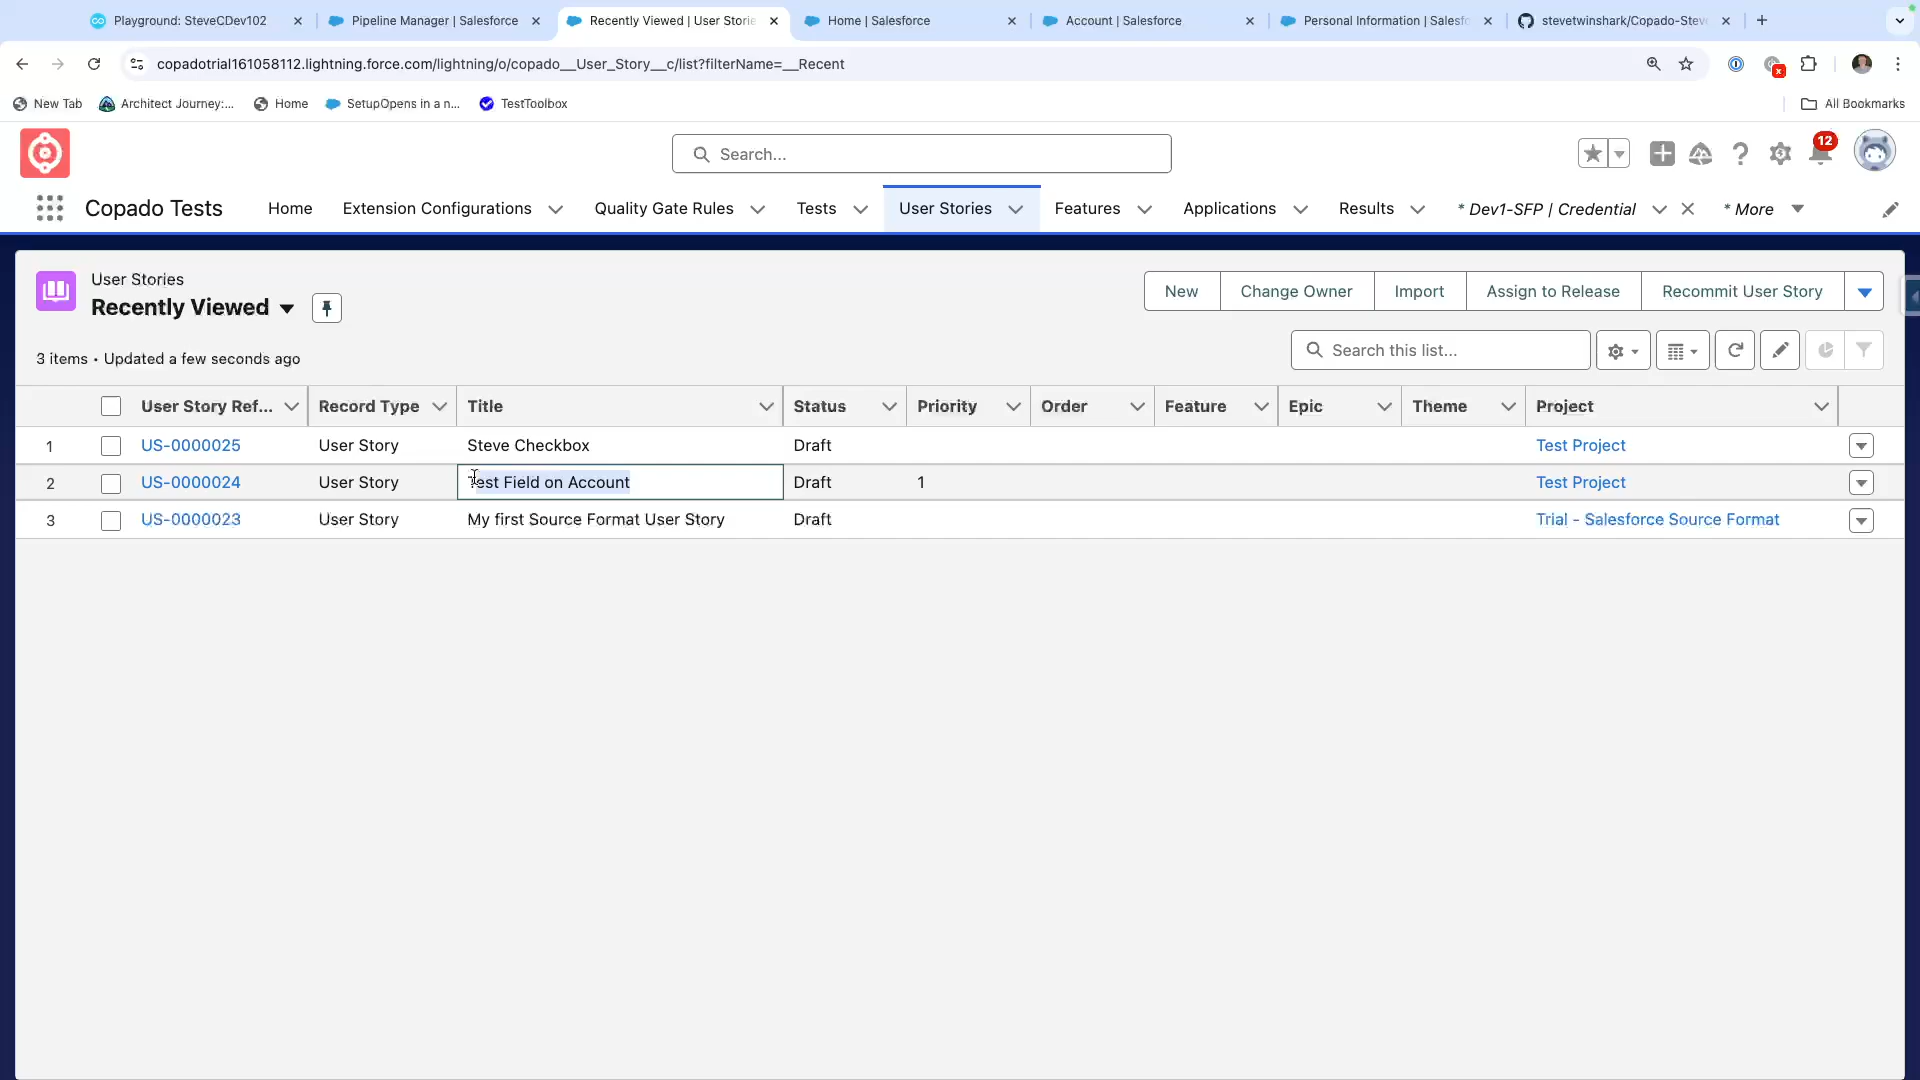 Playground: SteveCDev102
Pipeline Manager | Salesforce
Recently Viewed | User Storie
Home | Salesforce
Account | Salesforce
Personal Information | Salesfo
stevetwinshark/Copado-Steve
copadotrial161058112.lightning.force.com/lightning/o/copado__User_Story__c/list?filterName=__Recent
New Tab
Architect Journey:...
Home
SetupOpens in a n...
TestToolbox
All Bookmarks
Search...
12
Copado Tests
Home
Extension Configurations
Quality Gate Rules
Tests
User Stories
Features
Applications
Results
* Dev1-SFP | Credential
* More
User Stories
Recently Viewed
New
Change Owner
Import
Assign to Release
Recommit User Story
3 items • Updated a few seconds ago
Search this list...
User Story Ref... Record Type Title Status Priority Order Feature Epic Theme Project
1 US-0000025 User Story Steve Checkbox Draft Test Project
2 US-0000024 User Story Test Field on Account Draft 1 Test Project
3 US-0000023 User Story My first Source Format User Story Draft Trial - Salesforce Source Format